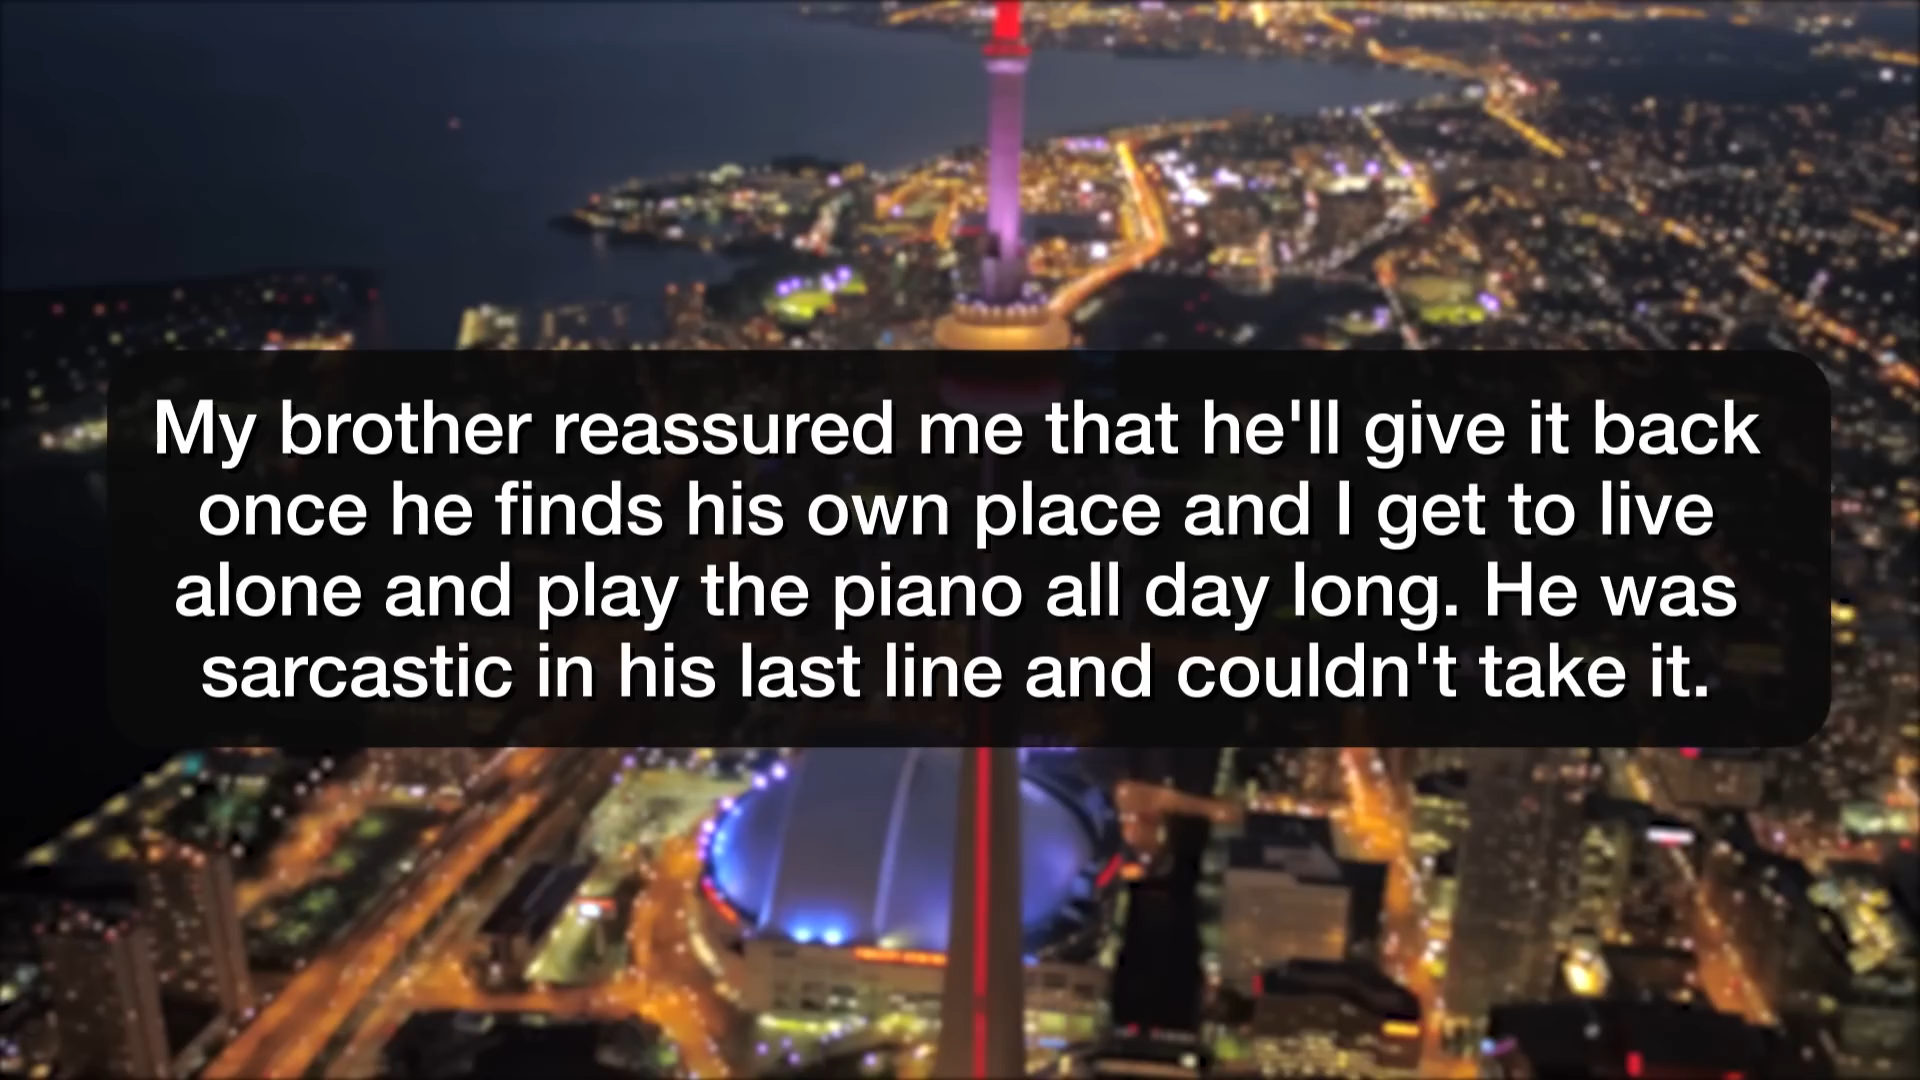 My brother reassured me that he'll give it back
once he finds his own place and I get to live
alone and play the piano all day long. He was
sarcastic in his last line and couldn't take it.